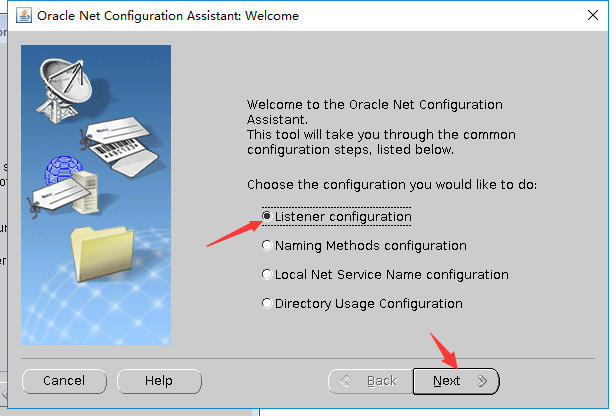 Oracle Net Configuration Assistant: Welcome
Welcome to the Oracle Net Configuration
Assistant.
This tool will take you through the common
configuration steps, listed below.
Choose the configuration you would like to do:
Listener configuration
Naming Methods configuration
Local Net Service Name configuration
Directory Usage Configuration
Cancel
Help
Back
Next